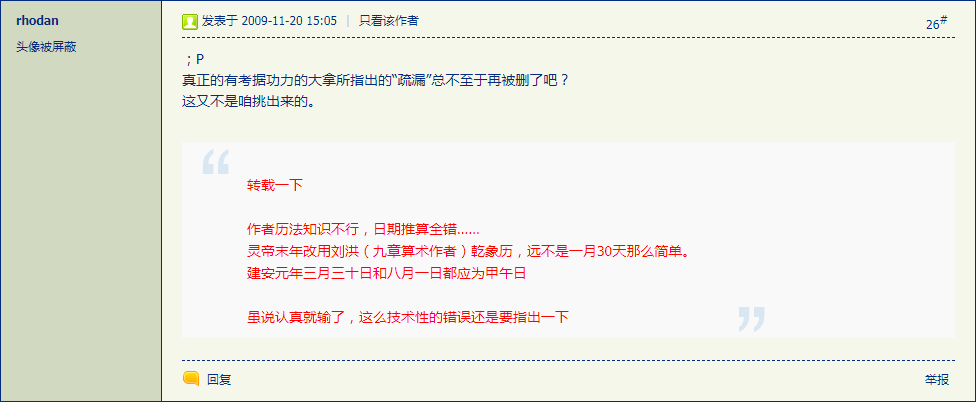 rhodan
头像被屏蔽
发表于 2009-11-20 15:05 | 只看该作者
26#
；P
真正的有考据功力的大拿所指出的“疏漏”总不至于再被删了吧？
这又不是咱挑出来的。
转载一下
作者历法知识不行，日期推算全错……
灵帝末年改用刘洪（九章算术作者）乾象历，远不是一月30天那么简单。
建安元年三月三十日和八月一日都应为甲午日
虽说认真就输了，这么技术性的错误还是要指出一下
回复
举报